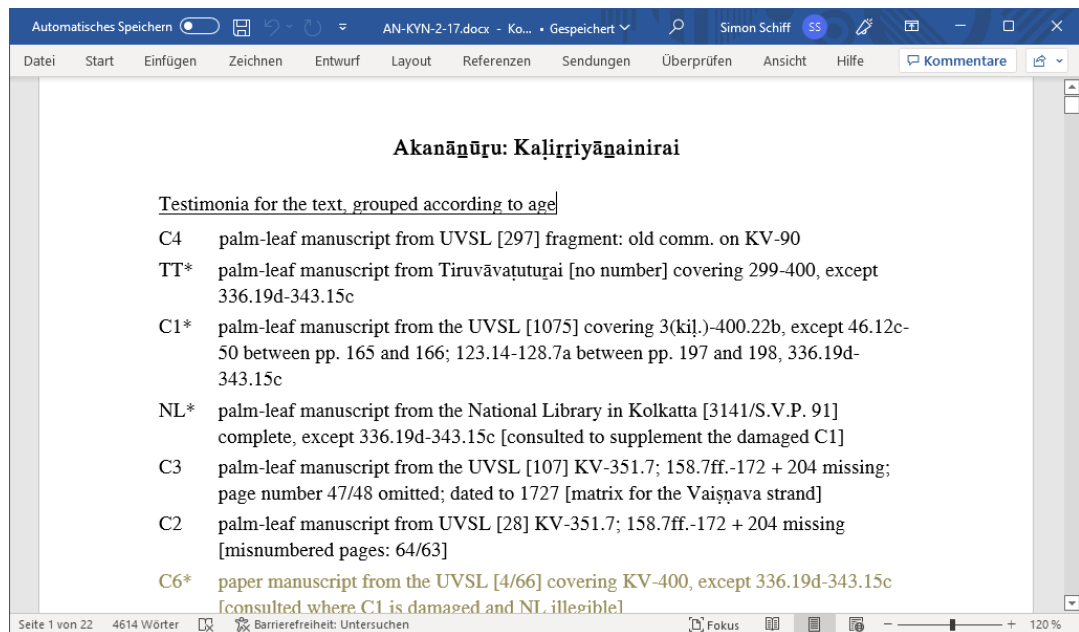 Automatisches Speichern AN-KYN-2-17.docx - Ko... • Gespeichert Simon Schiff SS
Datei Start Einfügen Zeichnen Entwurf Layout Referenzen Sendungen Überprüfen Ansicht Hilfe Kommentare
Akanāṉūṟu: Kaḷiṟṟiyāṉainirai
Testimonia for the text, grouped according to age
C4 palm-leaf manuscript from UVSL [297] fragment: old comm. on KV-90
TT* palm-leaf manuscript from Tiruvāvaṭutuṟai [no number] covering 299-400, except
336.19d-343.15c
C1* palm-leaf manuscript from the UVSL [1075] covering 3(kiḷ.)-400.22b, except 46.12c-
50 between pp. 165 and 166; 123.14-128.7a between pp. 197 and 198, 336.19d-
343.15c
NL* palm-leaf manuscript from the National Library in Kolkatta [3141/S.V.P. 91]
complete, except 336.19d-343.15c [consulted to supplement the damaged C1]
C3 palm-leaf manuscript from the UVSL [107] KV-351.7; 158.7ff.-172 + 204 missing;
page number 47/48 omitted; dated to 1727 [matrix for the Vaiṣṇava strand]
C2 palm-leaf manuscript from UVSL [28] KV-351.7; 158.7ff.-172 + 204 missing
[misnumbered pages: 64/63]
C6* paper manuscript from the UVSL [4/66] covering KV-400, except 336.19d-343.15c
[consulted where C1 is damaged and NL illegible]
Seite 1 von 22 4614 Wörter Barrierefreiheit: Untersuchen Fokus 120 %